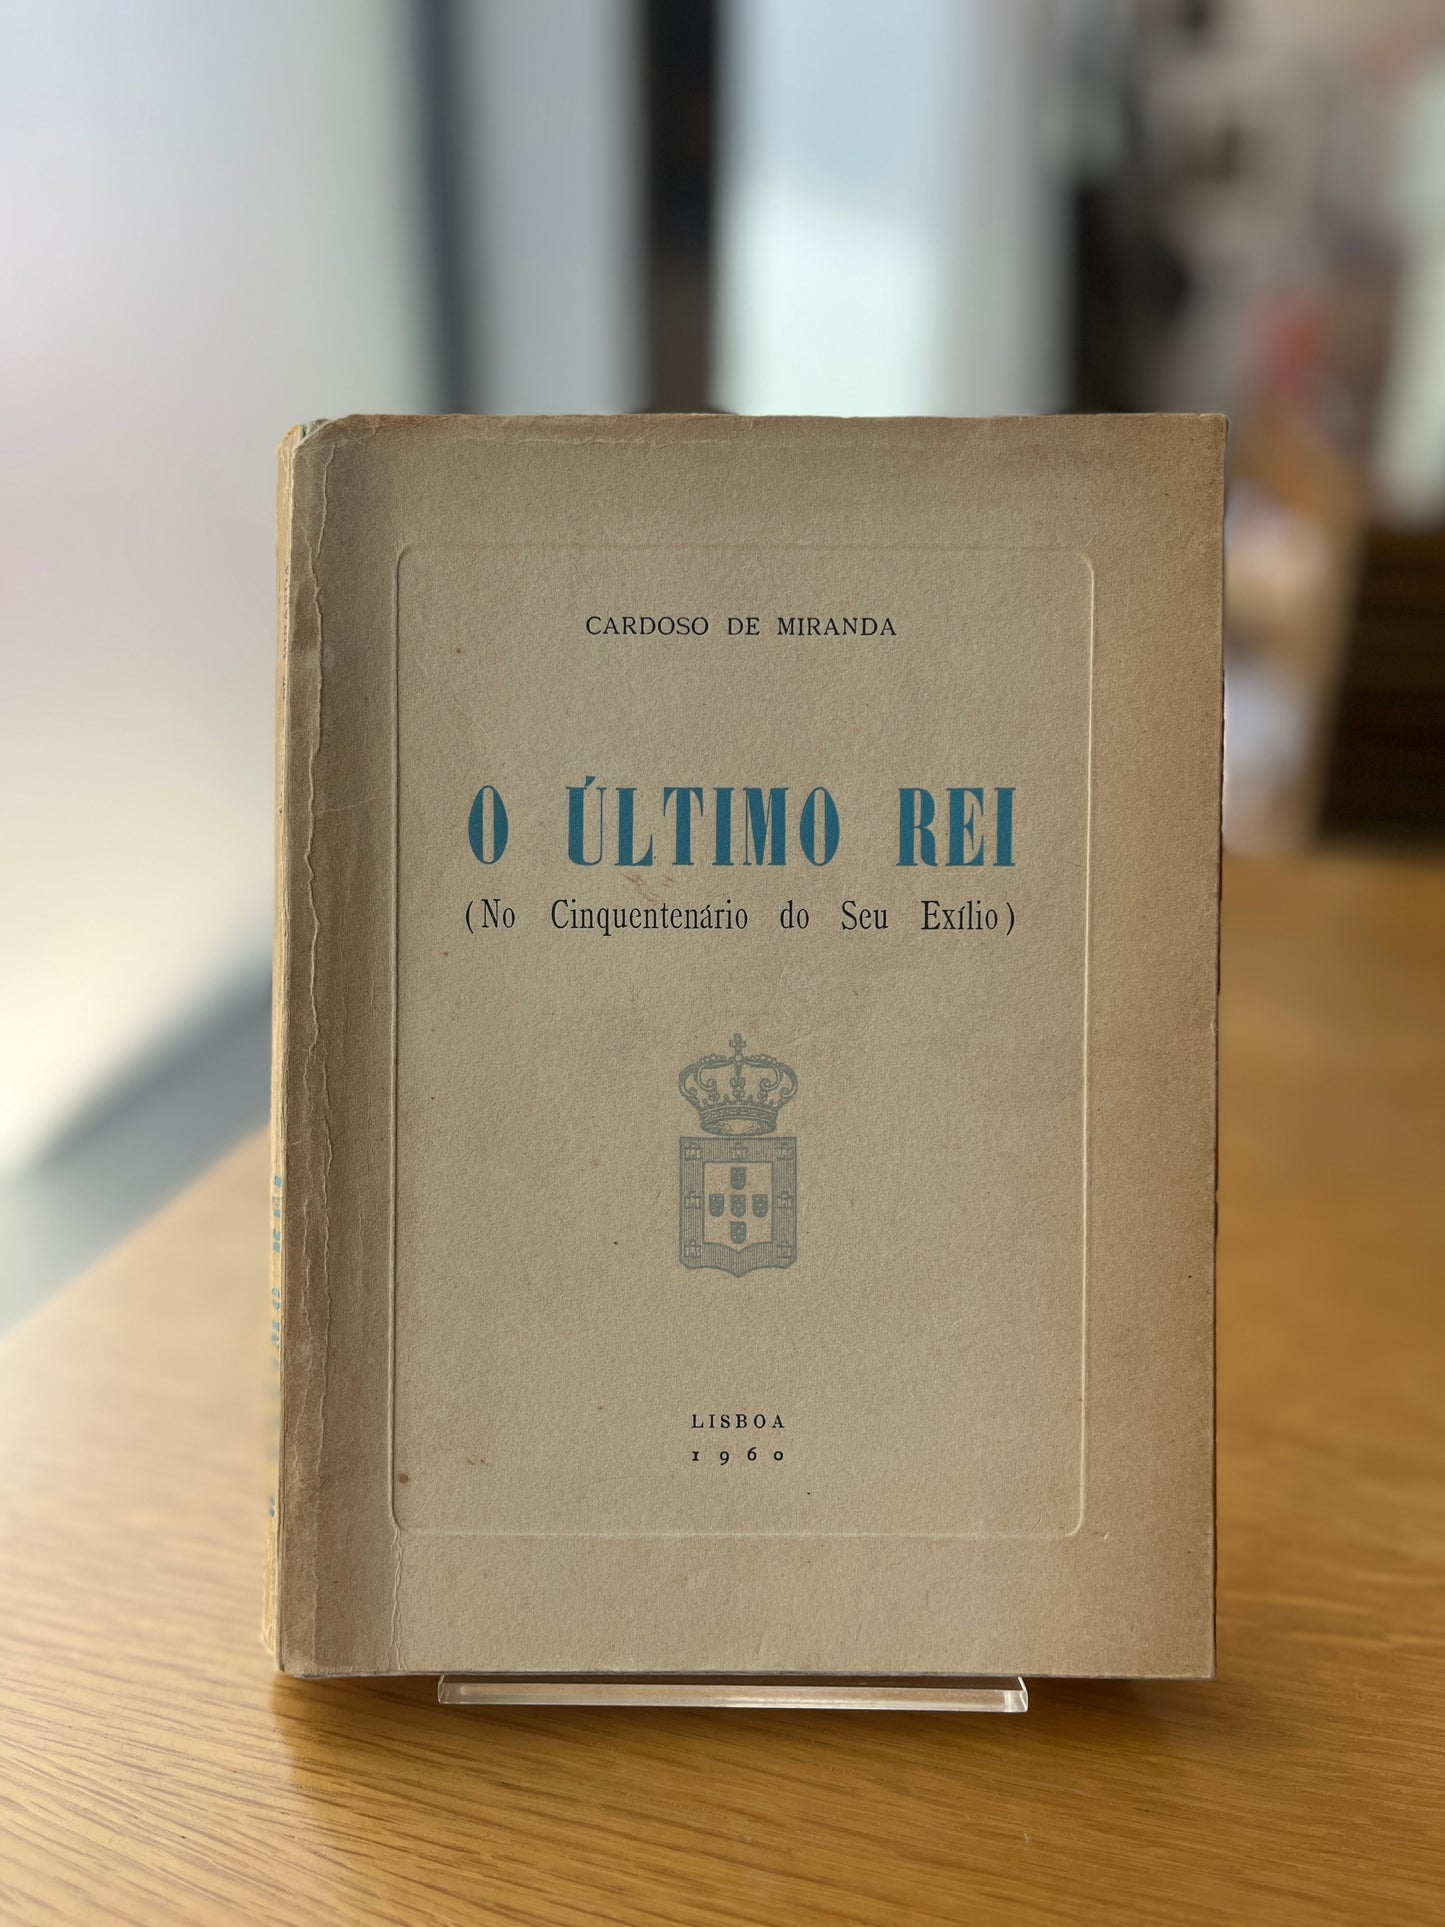 CARDOSO DE MIRANDA
O ÚLTIMO REI
(No Cinquentenário do Seu Exílio)
LISBOA
1960